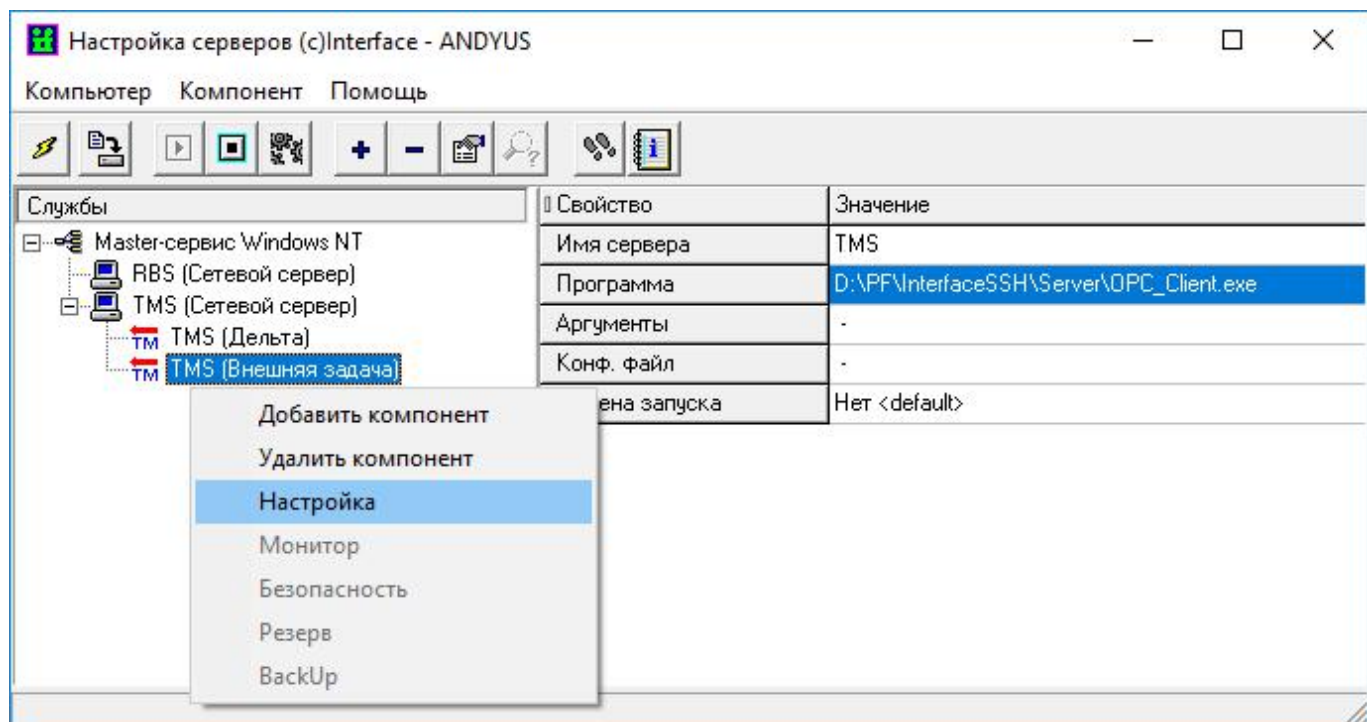 Настройка серверов (c)Interface - ANDYUS
Компьютер Компонент Помощь
Службы
Master-сервис Windows NT
RBS (Сетевой сервер)
TMS (Сетевой сервер)
TMS (Дельта)
TMS (Внешняя задача)
Свойство Значение
Имя сервера TMS
Программа D:\PF\InterfaceSSH\Server\OPC_Client.exe
Аргументы -
Конф. файл -
запуска Нет <default>
Добавить компонент
Удалить компонент
Настройка
Монитор
Безопасность
Резерв
BackUp